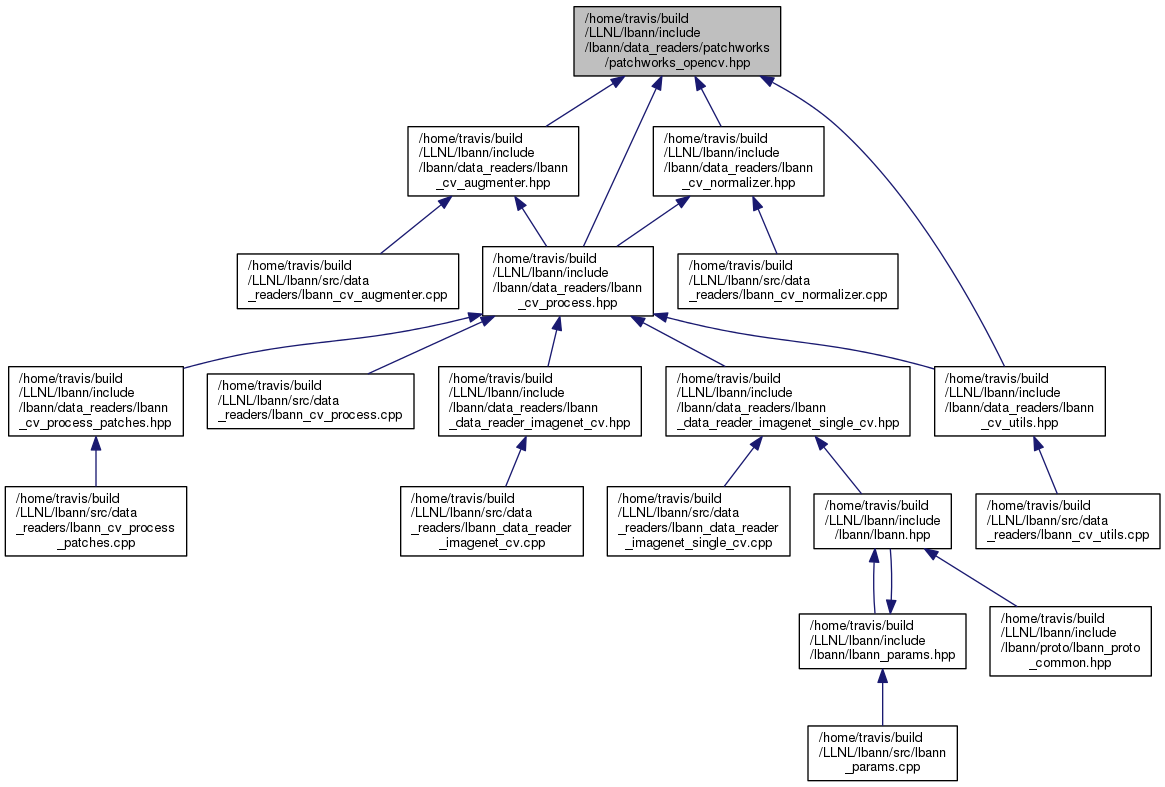 /home/travis/build
/LLNL/lbann/include
/lbann/data_readers/patchworks
/patchworks_opencv.hpp
/home/travis/build
/LLNL/lbann/include
/lbann/data_readers/lbann
_cv_augmenter.hpp
/home/travis/build
/LLNL/lbann/include
/lbann/data_readers/lbann
_cv_normalizer.hpp
/home/travis/build
/LLNL/lbann/src/data
_readers/lbann_cv_augmenter.cpp
/home/travis/build
/LLNL/lbann/include
/lbann/data_readers/lbann
_cv_process.hpp
/home/travis/build
/LLNL/lbann/src/data
_readers/lbann_cv_normalizer.cpp
/home/travis/build
/LLNL/lbann/include
/lbann/data_readers/lbann
_cv_process_patches.hpp
/home/travis/build
/LLNL/lbann/src/data
_readers/lbann_cv_process.cpp
/home/travis/build
/LLNL/lbann/include
/lbann/data_readers/lbann
_data_reader_imagenet_cv.hpp
/home/travis/build
/LLNL/lbann/include
/lbann/data_readers/lbann
_data_reader_imagenet_single_cv.hpp
/home/travis/build
/LLNL/lbann/include
/lbann/data_readers/lbann
_cv_utils.hpp
/home/travis/build
/LLNL/lbann/src/data
_readers/lbann_cv_process
_patches.cpp
/home/travis/build
/LLNL/lbann/src/data
_readers/lbann_data_reader
_imagenet_cv.cpp
/home/travis/build
/LLNL/lbann/src/data
_readers/lbann_data_reader
_imagenet_single_cv.cpp
/home/travis/build
/LLNL/lbann/include
/lbann/lbann.hpp
/home/travis/build
/LLNL/lbann/src/data
_readers/lbann_cv_utils.cpp
/home/travis/build
/LLNL/lbann/include
/lbann/lbann_params.hpp
/home/travis/build
/LLNL/lbann/include
/lbann/proto/lbann_proto
_common.hpp
/home/travis/build
/LLNL/lbann/src/lbann
_params.cpp